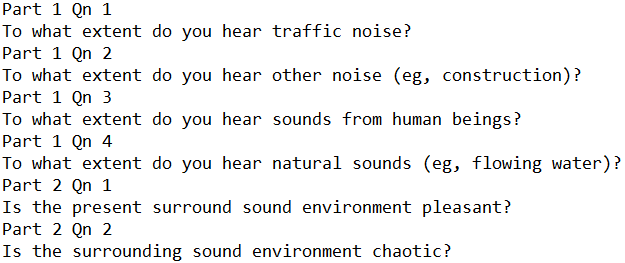 Part 1 Qn 1
To what extent do you hear traffic noise?
Part 1 Qn 2
To what extent do you hear other noise (eg, construction)?
Part 1 Qn 3
To what extent do you hear sounds from human beings?
Part 1 Qn 4
To what extent do you hear natural sounds (eg, flowing water)?
Part 2 Qn 1
Is the present surround sound environment pleasant?
Part 2 Qn 2
Is the surrounding sound environment chaotic?